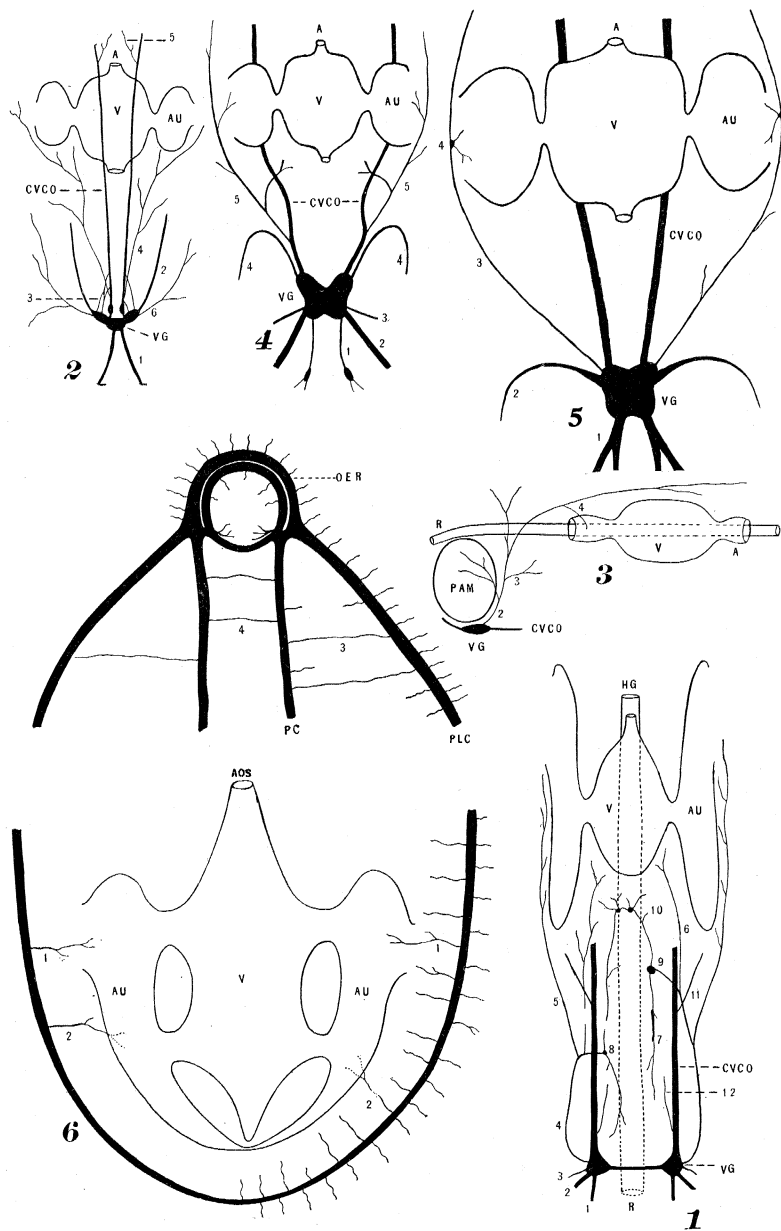 A
5
V
AU
CVCO
4
2
3
6
VG
1
2
A
V
AU
5
CVCO
5
4
4
VG
3
1
2
4
A
V
AU
4
CVCO
3
2
VG
1
5
OER
4
3
PC
PLC
R
4
V
A
PAM
3
2
CVCO
VG
3
AOS
1
1
AU
V
AU
2
2
6
HG
V
AU
10
6
9
5
11
8
7
CVCO
12
4
VG
3
2
1
R
1